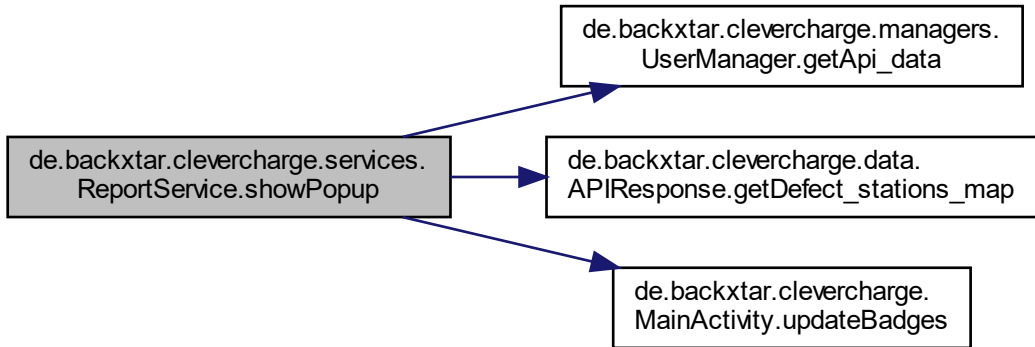 de.backxtar.clevercharge.managers.
UserManager.getApi_data
de.backxtar.clevercharge.services.
ReportService.showPopup
de.backxtar.clevercharge.data.
APIResponse.getDefect_stations_map
de.backxtar.clevercharge.
MainActivity.updateBadges